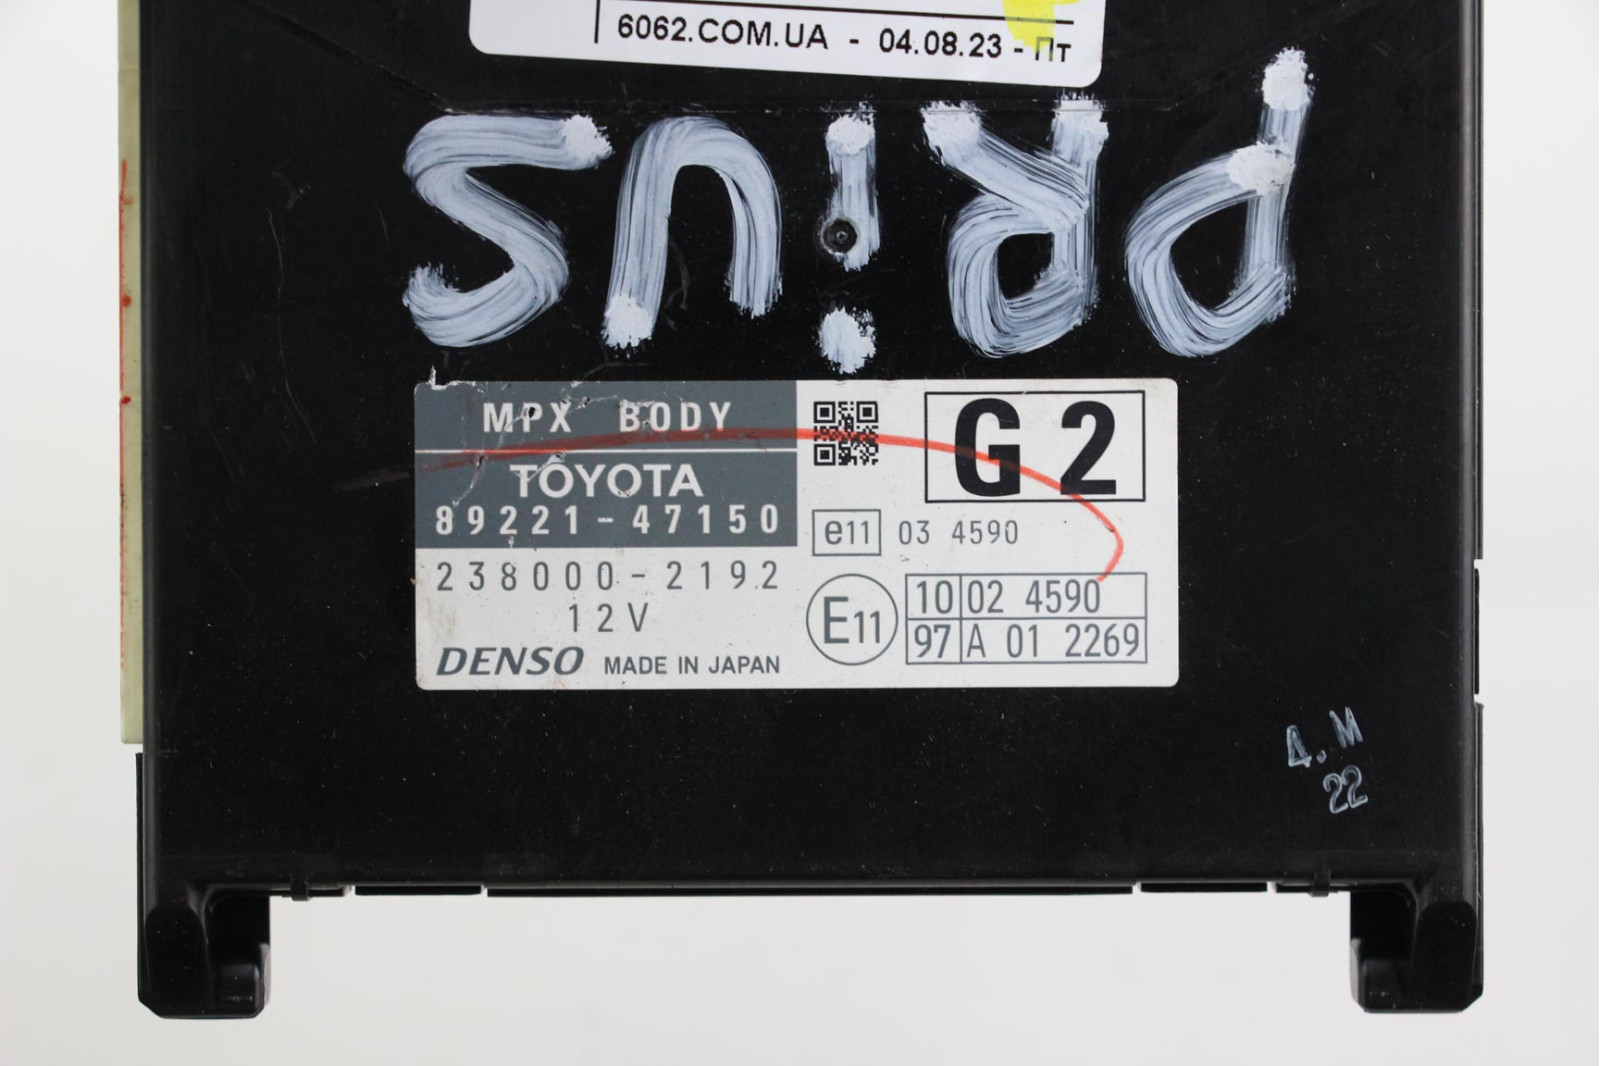 6062.COM.UA - 04.08.23 - Пт
PRiUS
MPX BODY
TOYOTA
89221-47150
238000-2192
12V
DENSO MADE IN JAPAN
G2
e11 03 4590
E11
10 02 4590
97 A 01 2269
4.M
22